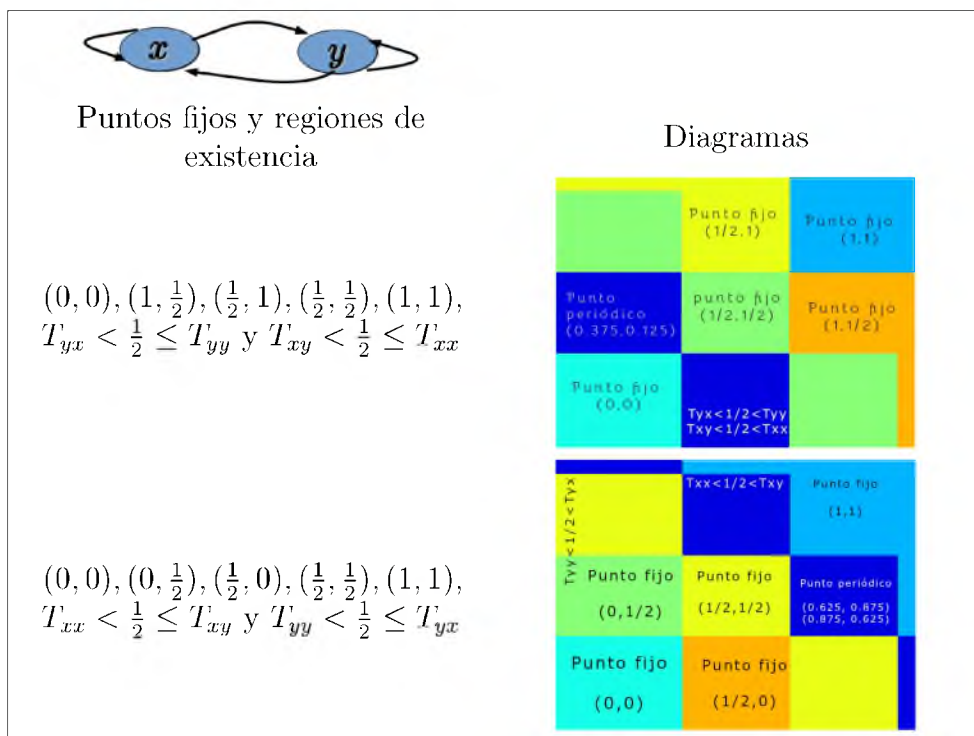 x y
Puntos fijos y regiones de
existencia
Diagramas
(0, 0), (1, 1/2), (1/2, 1), (1/2, 1/2), (1, 1),
T_yx < 1/2 ≤ T_yy y T_xy < 1/2 ≤ T_xx
Punto fijo
(1/2,1)
Punto fijo
(1,1)
Punto
periódico
(0.375,0.125)
punto fijo
(1/2,1/2)
Punto fijo
(1,1/2)
Punto fijo
(0,0)
Tyx<1/2<Tyy
Txy<1/2<Txx
(0, 0), (0, 1/2), (1/2, 0), (1/2, 1/2), (1, 1),
T_xx < 1/2 ≤ T_xy y T_yy < 1/2 ≤ T_yx
Tyy<1/2<Tyx
Txx<1/2<Txy
Punto fijo
(1,1)
Punto fijo
(0,1/2)
Punto fijo
(1/2,1/2)
Punto periódico
(0.625, 0.875)
(0.875, 0.625)
Punto fijo
(0,0)
Punto fijo
(1/2,0)